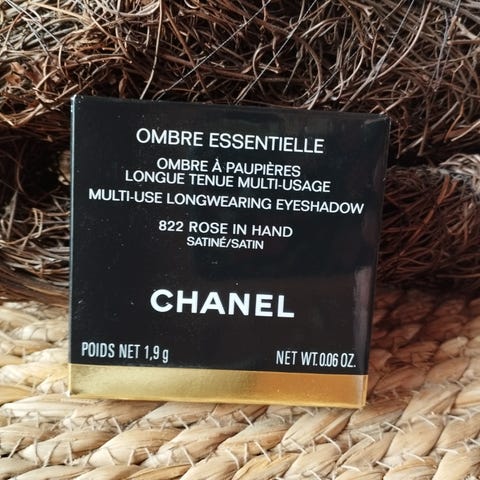 OMBRE ESSENTIELLE
OMBRE À PAUPIÈRES
LONGUE TENUE MULTI-USAGE
MULTI-USE LONGWEARING EYESHADOW
822 ROSE IN HAND
SATINÉ/SATIN
CHANEL
POIDS NET 1,9 g NET WT. 0.06 OZ.